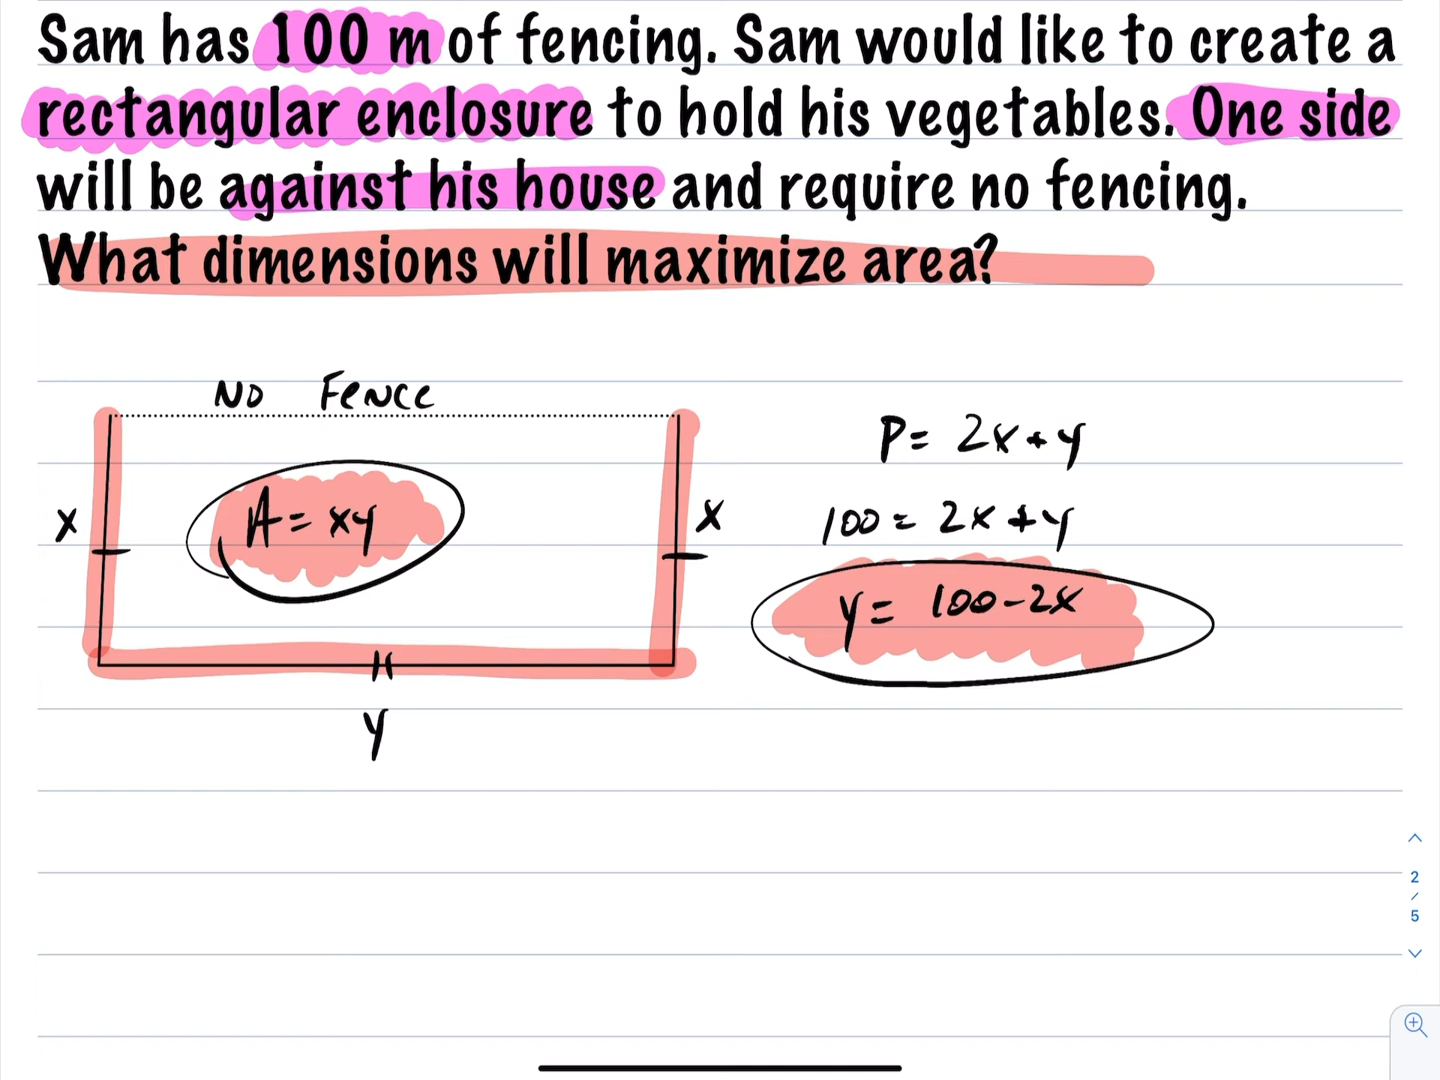 Sam has 100 m of fencing. Sam would like to create a
rectangular enclosure to hold his vegetables. One side
will be against his house and require no fencing.
What dimensions will maximize area?
NO FENCE
P= 2x+y
A=xy
x
x
100= 2x+y
y= 100-2x
y
2
/
5